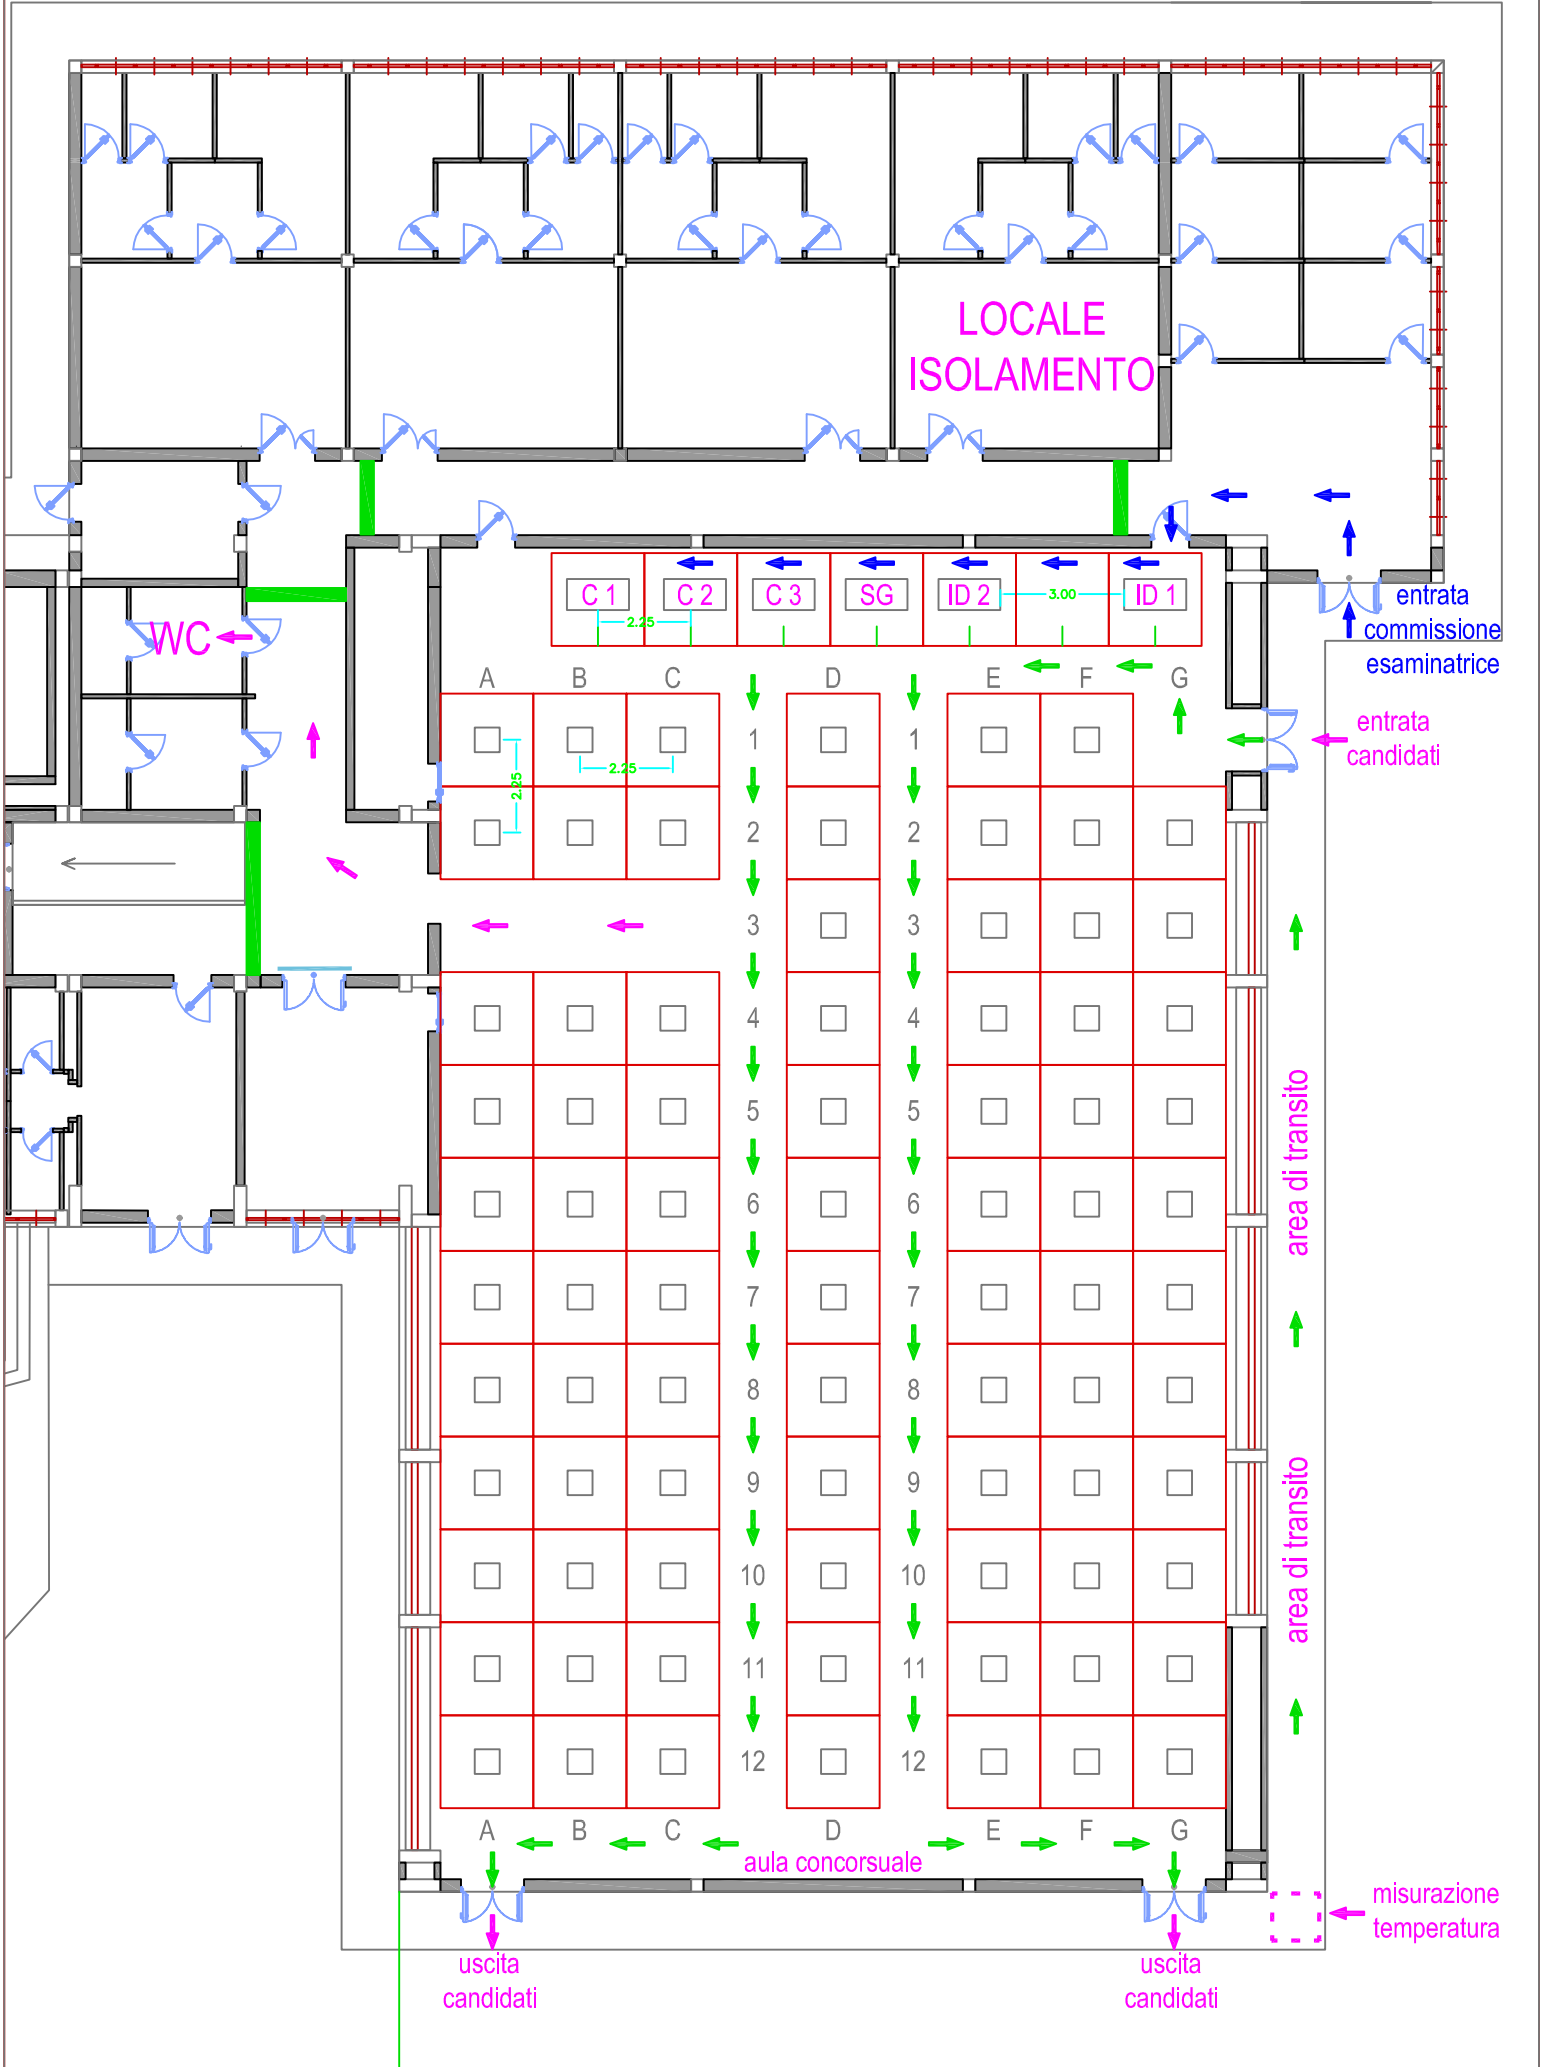 LOCALE
ISOLAMENTO
entrata
commissione
esaminatrice
C 1
C 2
C 3
SG
ID 2
3.00
ID 1
2.25
WC
A
B
C
D
E
F
G
entrata
candidati
1
1
2.25
2.25
2
2
3
3
4
4
5
5
area di transito
6
6
7
7
8
8
9
9
area di transito
10
10
11
11
12
12
A
B
C
D
E
F
G
aula concorsuale
misurazione
temperatura
uscita
candidati
uscita
candidati